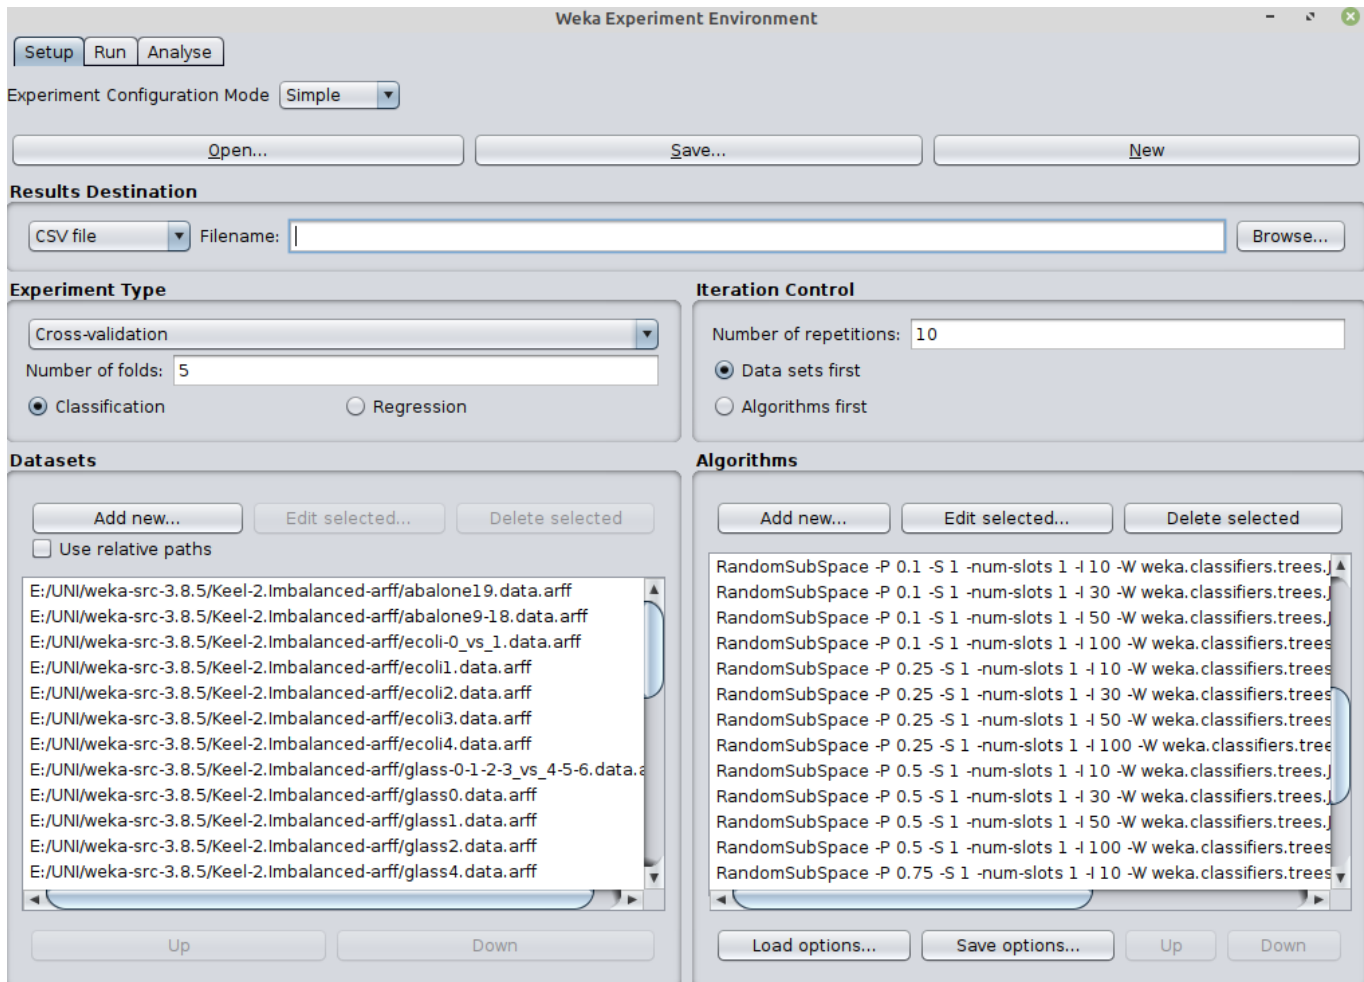 Weka Experiment Environment
Setup Run Analyse
Experiment Configuration Mode Simple
Open... Save... New
Results Destination
CSV file Filename: Browse...
Experiment Type
Cross-validation
Number of folds: 5
Classification Regression
Iteration Control
Number of repetitions: 10
Data sets first
Algorithms first
Datasets
Add new... Edit selected... Delete selected
Use relative paths
E:/UNI/weka-src-3.8.5/Keel-2.Imbalanced-arff/abalone19.data.arff
E:/UNI/weka-src-3.8.5/Keel-2.Imbalanced-arff/abalone9-18.data.arff
E:/UNI/weka-src-3.8.5/Keel-2.Imbalanced-arff/ecoli-0_vs_1.data.arff
E:/UNI/weka-src-3.8.5/Keel-2.Imbalanced-arff/ecoli1.data.arff
E:/UNI/weka-src-3.8.5/Keel-2.Imbalanced-arff/ecoli2.data.arff
E:/UNI/weka-src-3.8.5/Keel-2.Imbalanced-arff/ecoli3.data.arff
E:/UNI/weka-src-3.8.5/Keel-2.Imbalanced-arff/ecoli4.data.arff
E:/UNI/weka-src-3.8.5/Keel-2.Imbalanced-arff/glass-0-1-2-3_vs_4-5-6.data.a
E:/UNI/weka-src-3.8.5/Keel-2.Imbalanced-arff/glass0.data.arff
E:/UNI/weka-src-3.8.5/Keel-2.Imbalanced-arff/glass1.data.arff
E:/UNI/weka-src-3.8.5/Keel-2.Imbalanced-arff/glass2.data.arff
E:/UNI/weka-src-3.8.5/Keel-2.Imbalanced-arff/glass4.data.arff
Up Down
Algorithms
Add new... Edit selected... Delete selected
RandomSubSpace -P 0.1 -S 1 -num-slots 1 -I 10 -W weka.classifiers.trees.J
RandomSubSpace -P 0.1 -S 1 -num-slots 1 -I 30 -W weka.classifiers.trees.J
RandomSubSpace -P 0.1 -S 1 -num-slots 1 -I 50 -W weka.classifiers.trees.J
RandomSubSpace -P 0.1 -S 1 -num-slots 1 -I 100 -W weka.classifiers.trees
RandomSubSpace -P 0.25 -S 1 -num-slots 1 -I 10 -W weka.classifiers.trees
RandomSubSpace -P 0.25 -S 1 -num-slots 1 -I 30 -W weka.classifiers.trees
RandomSubSpace -P 0.25 -S 1 -num-slots 1 -I 50 -W weka.classifiers.trees
RandomSubSpace -P 0.25 -S 1 -num-slots 1 -I 100 -W weka.classifiers.tree
RandomSubSpace -P 0.5 -S 1 -num-slots 1 -I 10 -W weka.classifiers.trees.J
RandomSubSpace -P 0.5 -S 1 -num-slots 1 -I 30 -W weka.classifiers.trees.J
RandomSubSpace -P 0.5 -S 1 -num-slots 1 -I 50 -W weka.classifiers.trees.J
RandomSubSpace -P 0.5 -S 1 -num-slots 1 -I 100 -W weka.classifiers.trees
RandomSubSpace -P 0.75 -S 1 -num-slots 1 -I 10 -W weka.classifiers.trees
Load options... Save options... Up Down